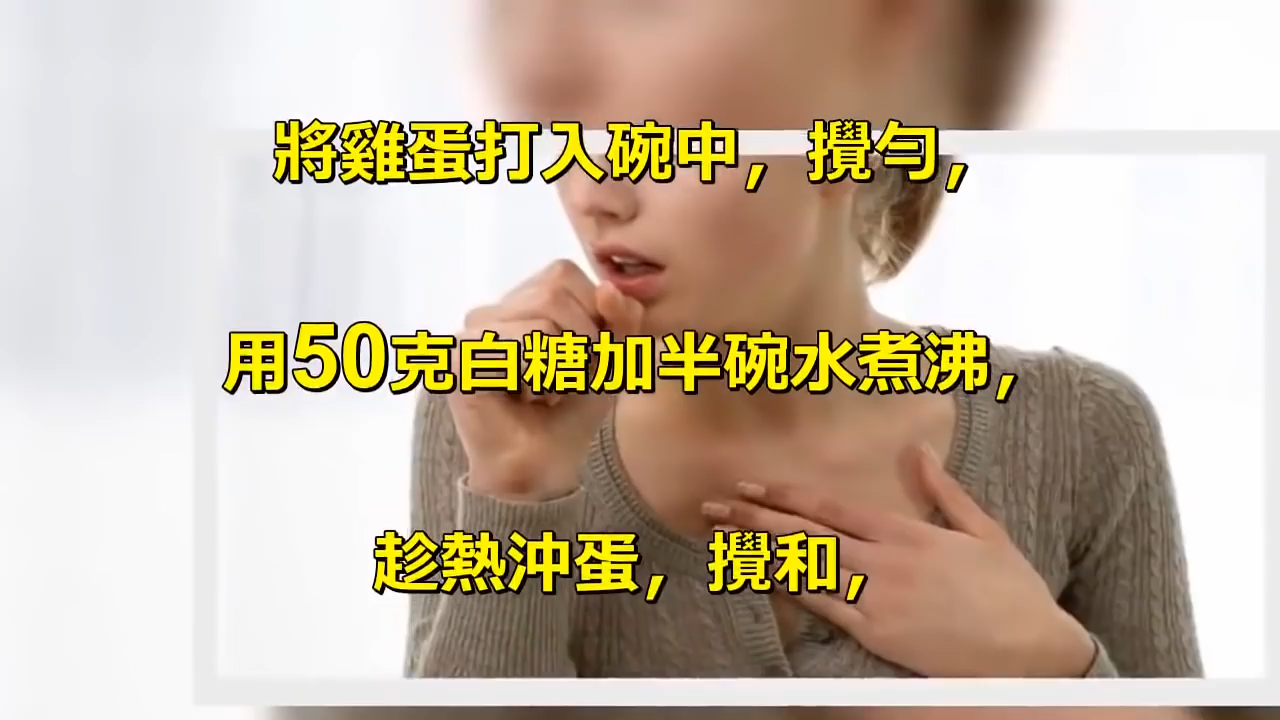 將雞蛋打入碗中，攪勻，
用50克白糖加半碗水煮沸，
趁熱沖蛋，攪和，